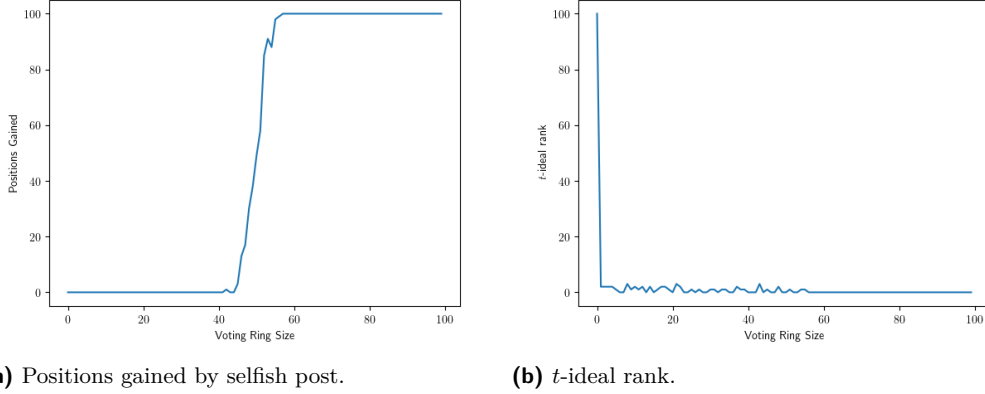 100
80
60
40
20
0
Positions Gained
0 20 40 60 80 100
Voting Ring Size
100
80
60
40
20
0
t-ideal rank
0 20 40 60 80 100
Voting Ring Size
) Positions gained by selfish post.
(b) t-ideal rank.